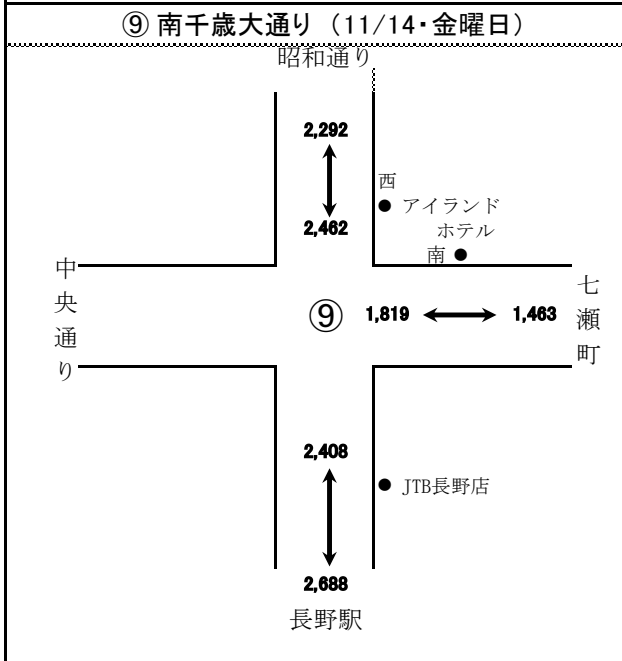 ⑨ 南千歳大通り (11/14・金曜日)
昭和通り
2,292
西
● アイランド
2,462
ホテル
南 ●
中央通り
⑨ 1,819 1,463
七瀬町
2,408
● JTB長野店
2,688
長野駅